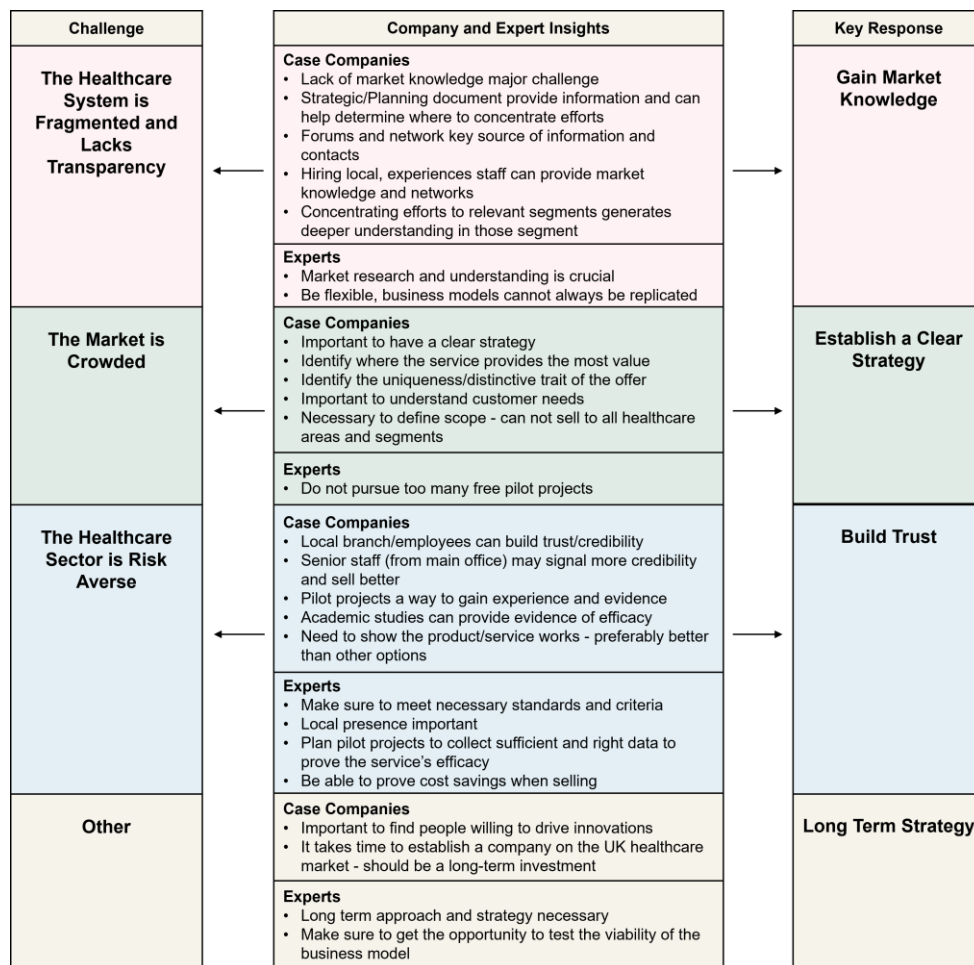 Challenge
Company and Expert Insights
Key Response
The Healthcare
System is
Fragmented and
Lacks
Transparency
Case Companies
• Lack of market knowledge major challenge
• Strategic/Planning document provide information and can
help determine where to concentrate efforts
• Forums and network key source of information and
contacts
• Hiring local, experiences staff can provide market
knowledge and networks
• Concentrating efforts to relevant segments generates
deeper understanding in those segment
Experts
• Market research and understanding is crucial
• Be flexible, business models cannot always be replicated
Gain Market
Knowledge
The Market is
Crowded
Case Companies
• Important to have a clear strategy
• Identify where the service provides the most value
• Identify the uniqueness/distinctive trait of the offer
• Important to understand customer needs
• Necessary to define scope - can not sell to all healthcare
areas and segments
Experts
• Do not pursue too many free pilot projects
Establish a Clear
Strategy
The Healthcare
Sector is Risk
Averse
Case Companies
• Local branch/employees can build trust/credibility
• Senior staff (from main office) may signal more credibility
and sell better
• Pilot projects a way to gain experience and evidence
• Academic studies can provide evidence of efficacy
• Need to show the product/service works - preferably better
than other options
Experts
• Make sure to meet necessary standards and criteria
• Local presence important
• Plan pilot projects to collect sufficient and right data to
prove the service's efficacy
• Be able to prove cost savings when selling
Build Trust
Other
Case Companies
• Important to find people willing to drive innovations
• It takes time to establish a company on the UK healthcare
market - should be a long-term investment
Experts
• Long term approach and strategy necessary
• Make sure to get the opportunity to test the viability of the
business model
Long Term Strategy